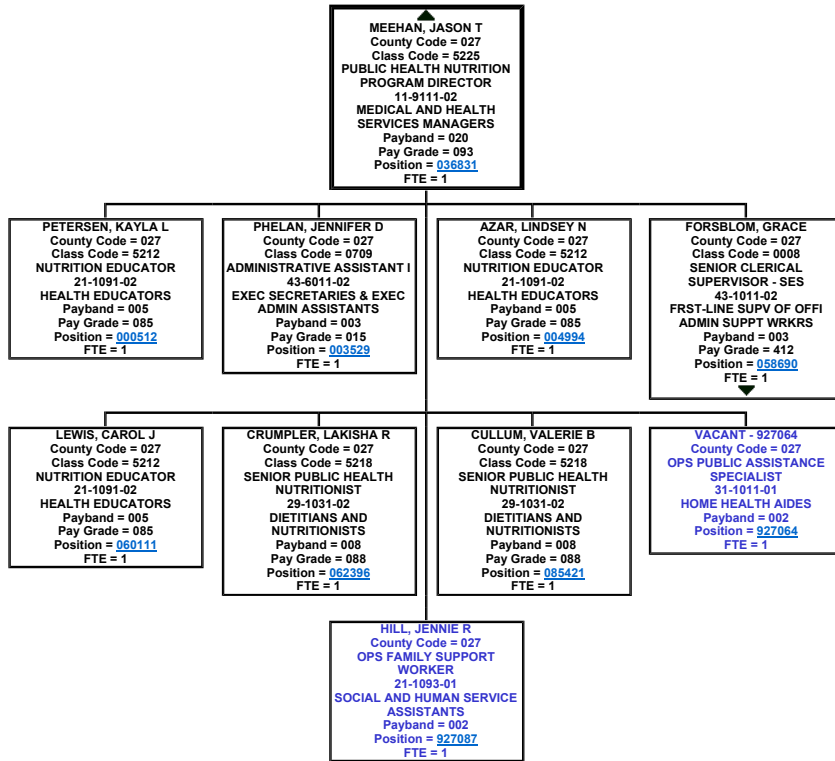 MEEHAN, JASON T
County Code = 027
Class Code = 5225
PUBLIC HEALTH NUTRITION
PROGRAM DIRECTOR
11-9111-02
MEDICAL AND HEALTH
SERVICES MANAGERS
Payband = 020
Pay Grade = 093
Position = 036831
FTE = 1
PETERSEN, KAYLA L
County Code = 027
Class Code = 5212
NUTRITION EDUCATOR
21-1091-02
HEALTH EDUCATORS
Payband = 005
Pay Grade = 085
Position = 000512
FTE = 1
PHELAN, JENNIFER D
County Code = 027
Class Code = 0709
ADMINISTRATIVE ASSISTANT I
43-6011-02
EXEC SECRETARIES & EXEC
ADMIN ASSISTANTS
Payband = 003
Pay Grade = 015
Position = 003529
FTE = 1
AZAR, LINDSEY N
County Code = 027
Class Code = 5212
NUTRITION EDUCATOR
21-1091-02
HEALTH EDUCATORS
Payband = 005
Pay Grade = 085
Position = 004994
FTE = 1
FORSBLOM, GRACE
County Code = 027
Class Code = 0008
SENIOR CLERICAL
SUPERVISOR - SES
43-1011-02
FRST-LINE SUPV OF OFFI
ADMIN SUPPT WRKRS
Payband = 003
Pay Grade = 412
Position = 058690
FTE = 1
LEWIS, CAROL J
County Code = 027
Class Code = 5212
NUTRITION EDUCATOR
21-1091-02
HEALTH EDUCATORS
Payband = 005
Pay Grade = 085
Position = 060111
FTE = 1
CRUMPLER, LAKISHA R
County Code = 027
Class Code = 5218
SENIOR PUBLIC HEALTH
NUTRITIONIST
29-1031-02
DIETITIANS AND
NUTRITIONISTS
Payband = 008
Pay Grade = 088
Position = 062396
FTE = 1
CULLUM, VALERIE B
County Code = 027
Class Code = 5218
SENIOR PUBLIC HEALTH
NUTRITIONIST
29-1031-02
DIETITIANS AND
NUTRITIONISTS
Payband = 008
Pay Grade = 088
Position = 085421
FTE = 1
VACANT - 927064
County Code = 027
OPS PUBLIC ASSISTANCE
SPECIALIST
31-1011-01
HOME HEALTH AIDES
Payband = 002
Position = 927064
FTE = 1
HILL, JENNIE R
County Code = 027
OPS FAMILY SUPPORT
WORKER
21-1093-01
SOCIAL AND HUMAN SERVICE
ASSISTANTS
Payband = 002
Position = 927087
FTE = 1